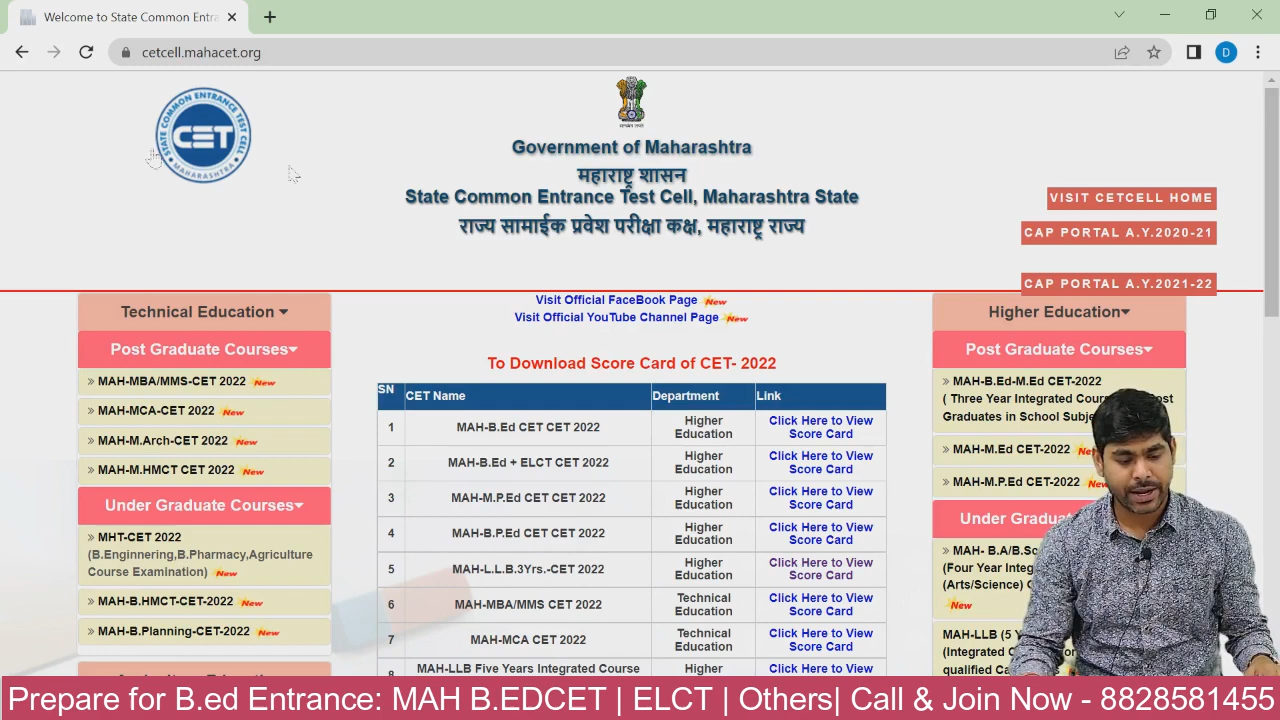 Welcome to State Common Entra
cetcell.mahacet.org
D
STATE COMMON ENTRANCE TEST CELL
CET
MAHARASHTRA
Government of Maharashtra
महाराष्ट्र शासन
State Common Entrance Test Cell, Maharashtra State
राज्य सामाईक प्रवेश परीक्षा कक्ष, महाराष्ट्र राज्य
VISIT CETCELL HOME
CAP PORTAL A.Y.2020-21
CAP PORTAL A.Y.2021-22
Technical Education
Post Graduate Courses
MAH-MBA/MMS-CET 2022 New
MAH-MCA-CET 2022 New
MAH-M.Arch-CET 2022 New
MAH-M.HMCT CET 2022 New
Under Graduate Courses
MHT-CET 2022
(B.Enginnering,B.Pharmacy,Agriculture
Course Examination) New
MAH-B.HMCT-CET-2022 New
MAH-B.Planning-CET-2022 New
Visit Official FaceBook Page New
Visit Official YouTube Channel Page New
To Download Score Card of CET- 2022
SN CET Name Department Link
1 MAH-B.Ed CET CET 2022 Higher Education Click Here to View Score Card
2 MAH-B.Ed + ELCT CET 2022 Higher Education Click Here to View Score Card
3 MAH-M.P.Ed CET CET 2022 Higher Education Click Here to View Score Card
4 MAH-B.P.Ed CET CET 2022 Higher Education Click Here to View Score Card
5 MAH-L.L.B.3Yrs.-CET 2022 Higher Education Click Here to View Score Card
6 MAH-MBA/MMS CET 2022 Technical Education Click Here to View Score Card
7 MAH-MCA CET 2022 Technical Education Click Here to View Score Card
MAH-LLB Five Years Integrated Course Higher Click Here to View
Higher Education
Post Graduate Courses
MAH-B.Ed-M.Ed CET-2022
( Three Year Integrated Cour
Graduates in School Subje
MAH-M.Ed CET-2022
MAH-M.P.Ed CET-2022 New
Under Gradua
MAH- B.A/B.Sc
(Four Year Integ
(Arts/Science)
New
MAH-LLB (5 Y
(Integrated
qualified Ca
Prepare for B.ed Entrance: MAH B.EDCET | ELCT | Others| Call & Join Now - 8828581455